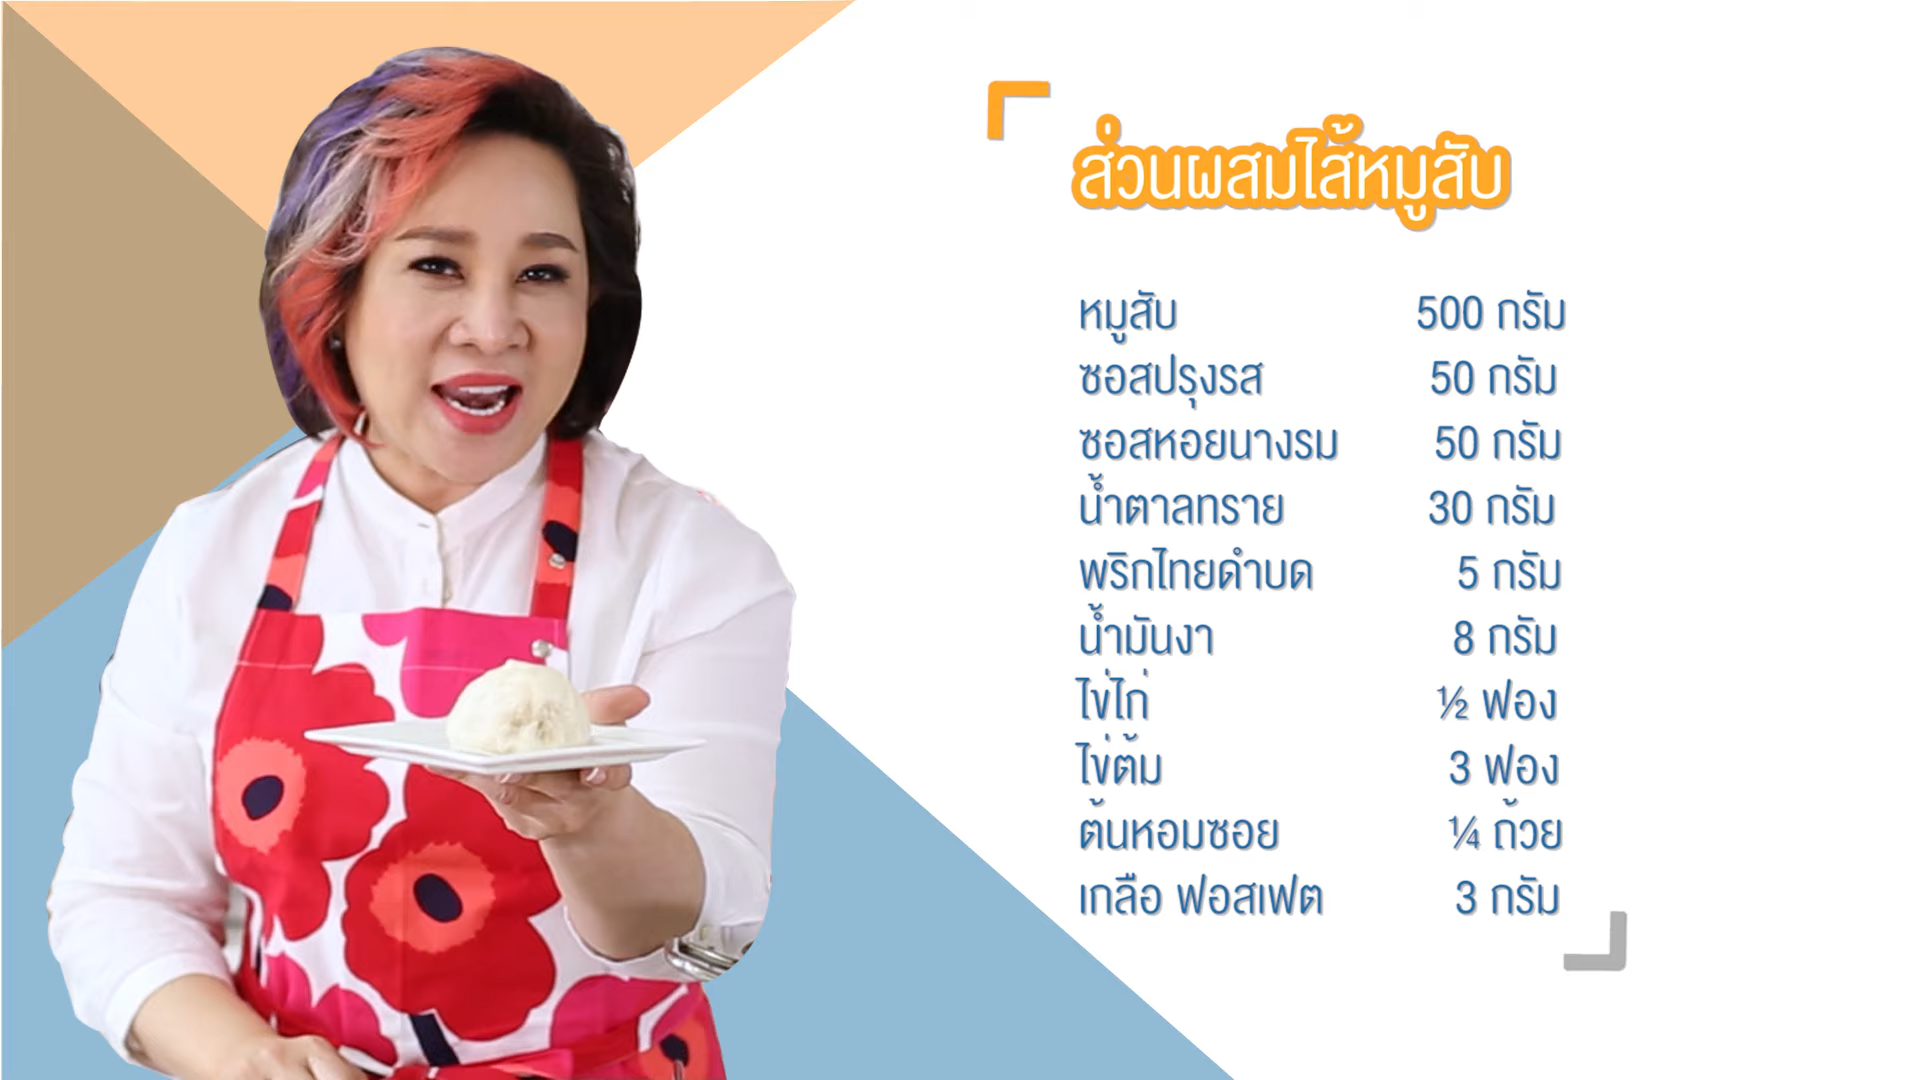 ส่วนผสมไส้หมูสับ
หมูสับ 500 กรัม
ซอสปรุงรส 50 กรัม
ซอสหอยนางรม 50 กรัม
น้ำตาลทราย 30 กรัม
พริกไทยดำบด 5 กรัม
น้ำมันงา 8 กรัม
ไข่ไก่ ½ ฟอง
ไข่ต้ม 3 ฟอง
ต้นหอมซอย ¼ ถ้วย
เกลือ ฟอสเฟต 3 กรัม